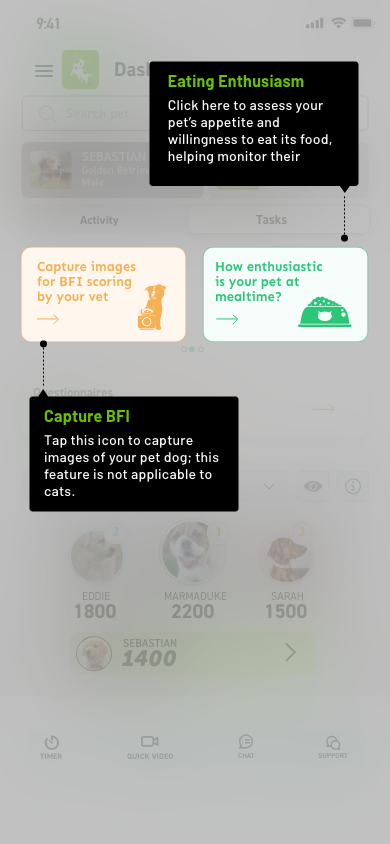 9:41
Das
Search pet
Eating Enthusiasm
Click here to assess your
pet's appetite and
willingness to eat its food,
helping monitor their
SEBASTIAN
Golden Retrie
Male
Activity
Tasks
Capture images
for BFI scoring
by your vet
How enthusiastic
is your pet at
mealtime?
Questionnaires
Capture BFI
Tap this icon to capture
images of your pet dog; this
feature is not applicable to
cats.
2
1
3
EDDIE
1800
MARMADUKE
2200
SARAH
1500
SEBASTIAN
1400
TIMER
QUICK VIDEO
CHAT
SUPPORT